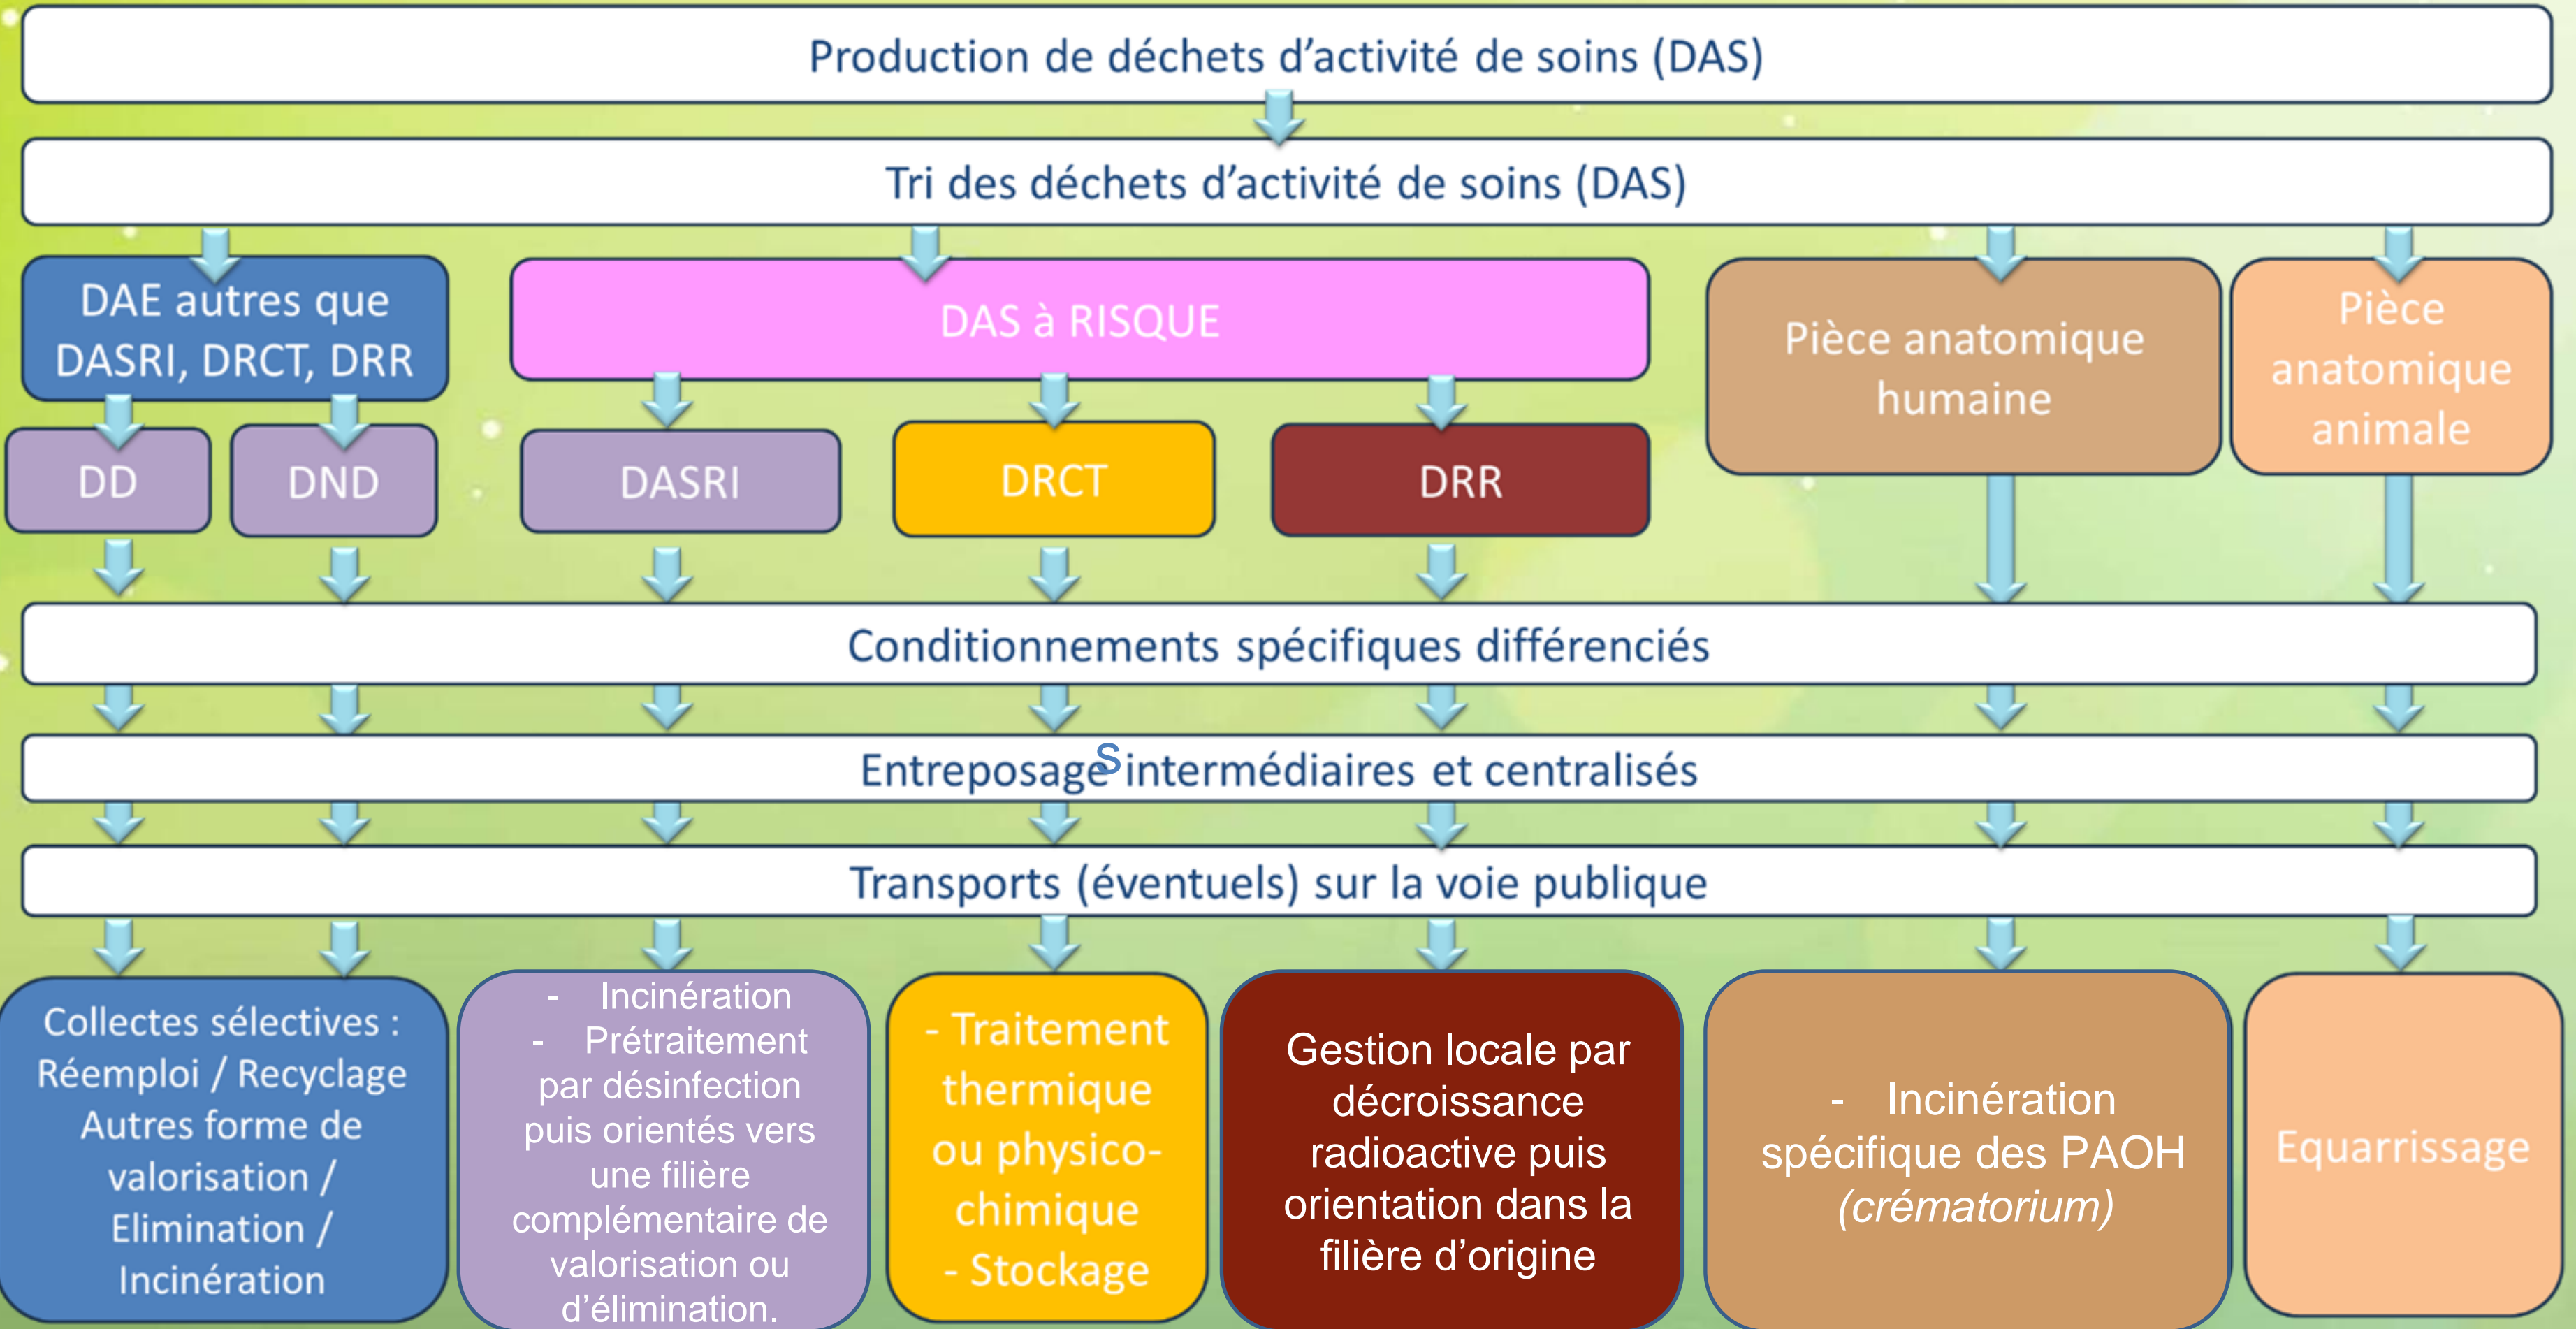 Production de déchets d'activité de soins (DAS)
Tri des déchets d'activité de soins (DAS)
DAE autres que
DASRI, DRCT, DRR
DAS à RISQUE
Pièce anatomique
humaine
Pièce
anatomique
animale
DD
DND
DASRI
DRCT
DRR
Conditionnements spécifiques différenciés
Entreposages intermédiaires et centralisés
Transports (éventuels) sur la voie publique
Collectes sélectives :
Réemploi / Recyclage
Autres forme de
valorisation /
Elimination /
Incinération
- Incinération
- Prétraitement
par désinfection
puis orientés vers
une filière
complémentaire de
valorisation ou
d'élimination.
- Traitement
thermique
ou physico-
chimique
- Stockage
Gestion locale par
décroissance
radioactive puis
orientation dans la
filière d'origine
- Incinération
spécifique des PAOH
(crématorium)
Equarrissage